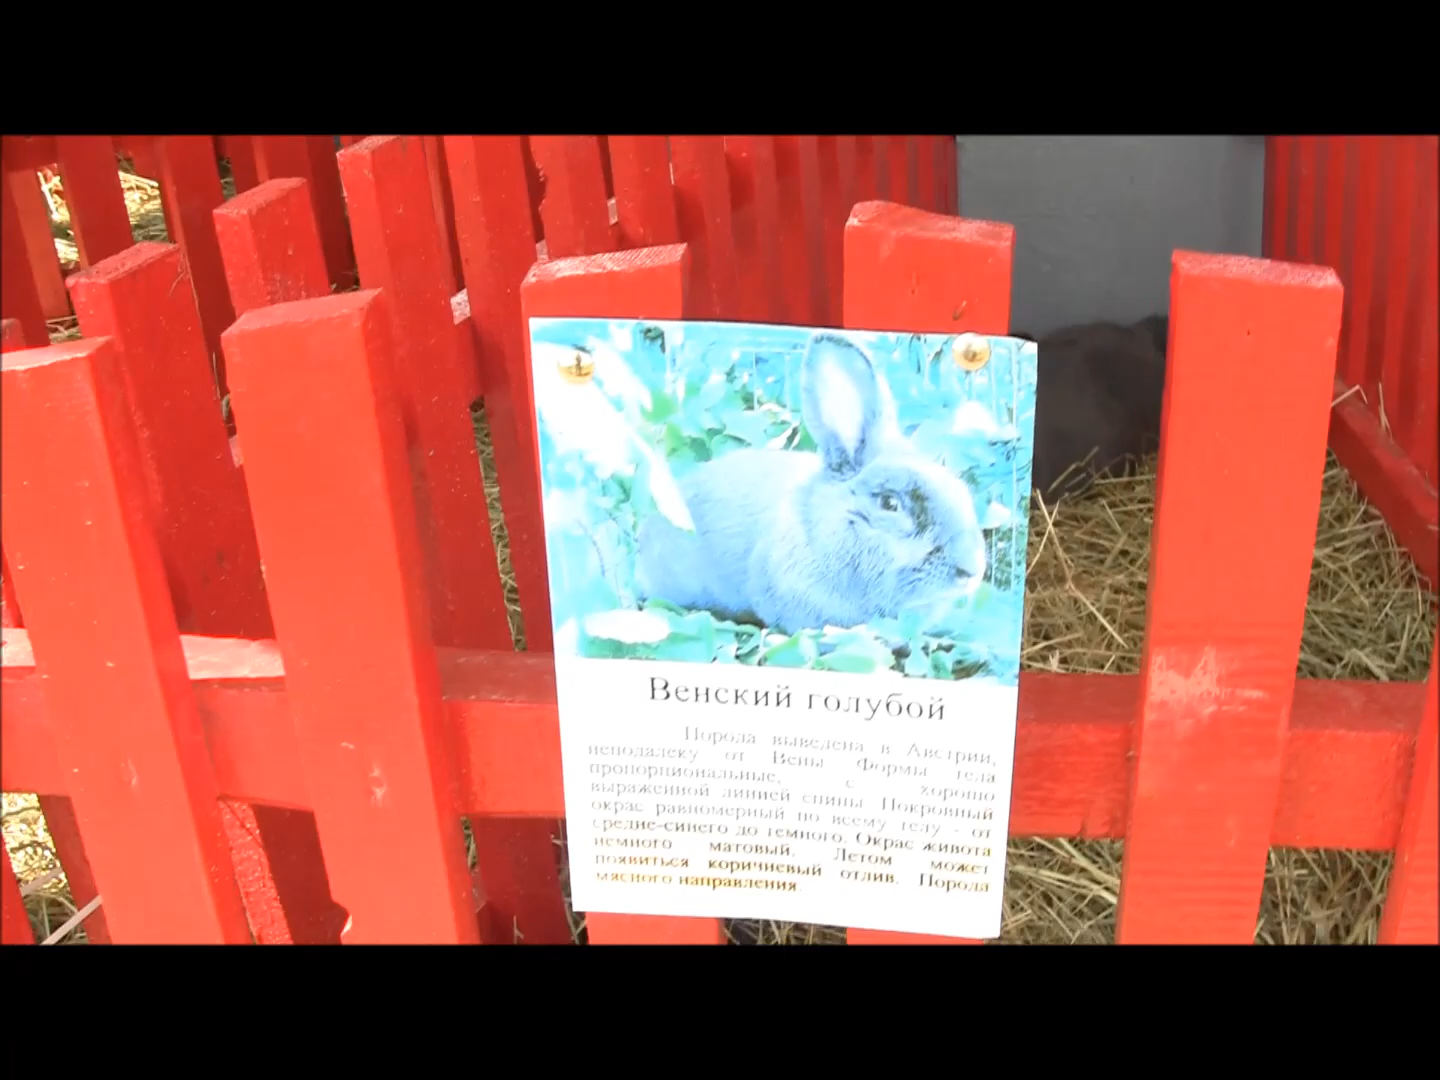 Венский голубой
Порода выведена в Австрии,
неподалеку от Вены Формы тела
пропорциональные, с хорошо
выраженной линией спины Покровный
окрас равномерный по всему телу - от
средне-синего до темного. Окрас живота
немного матовый. Летом может
появиться коричневый отлив. Порода
мясного направления.